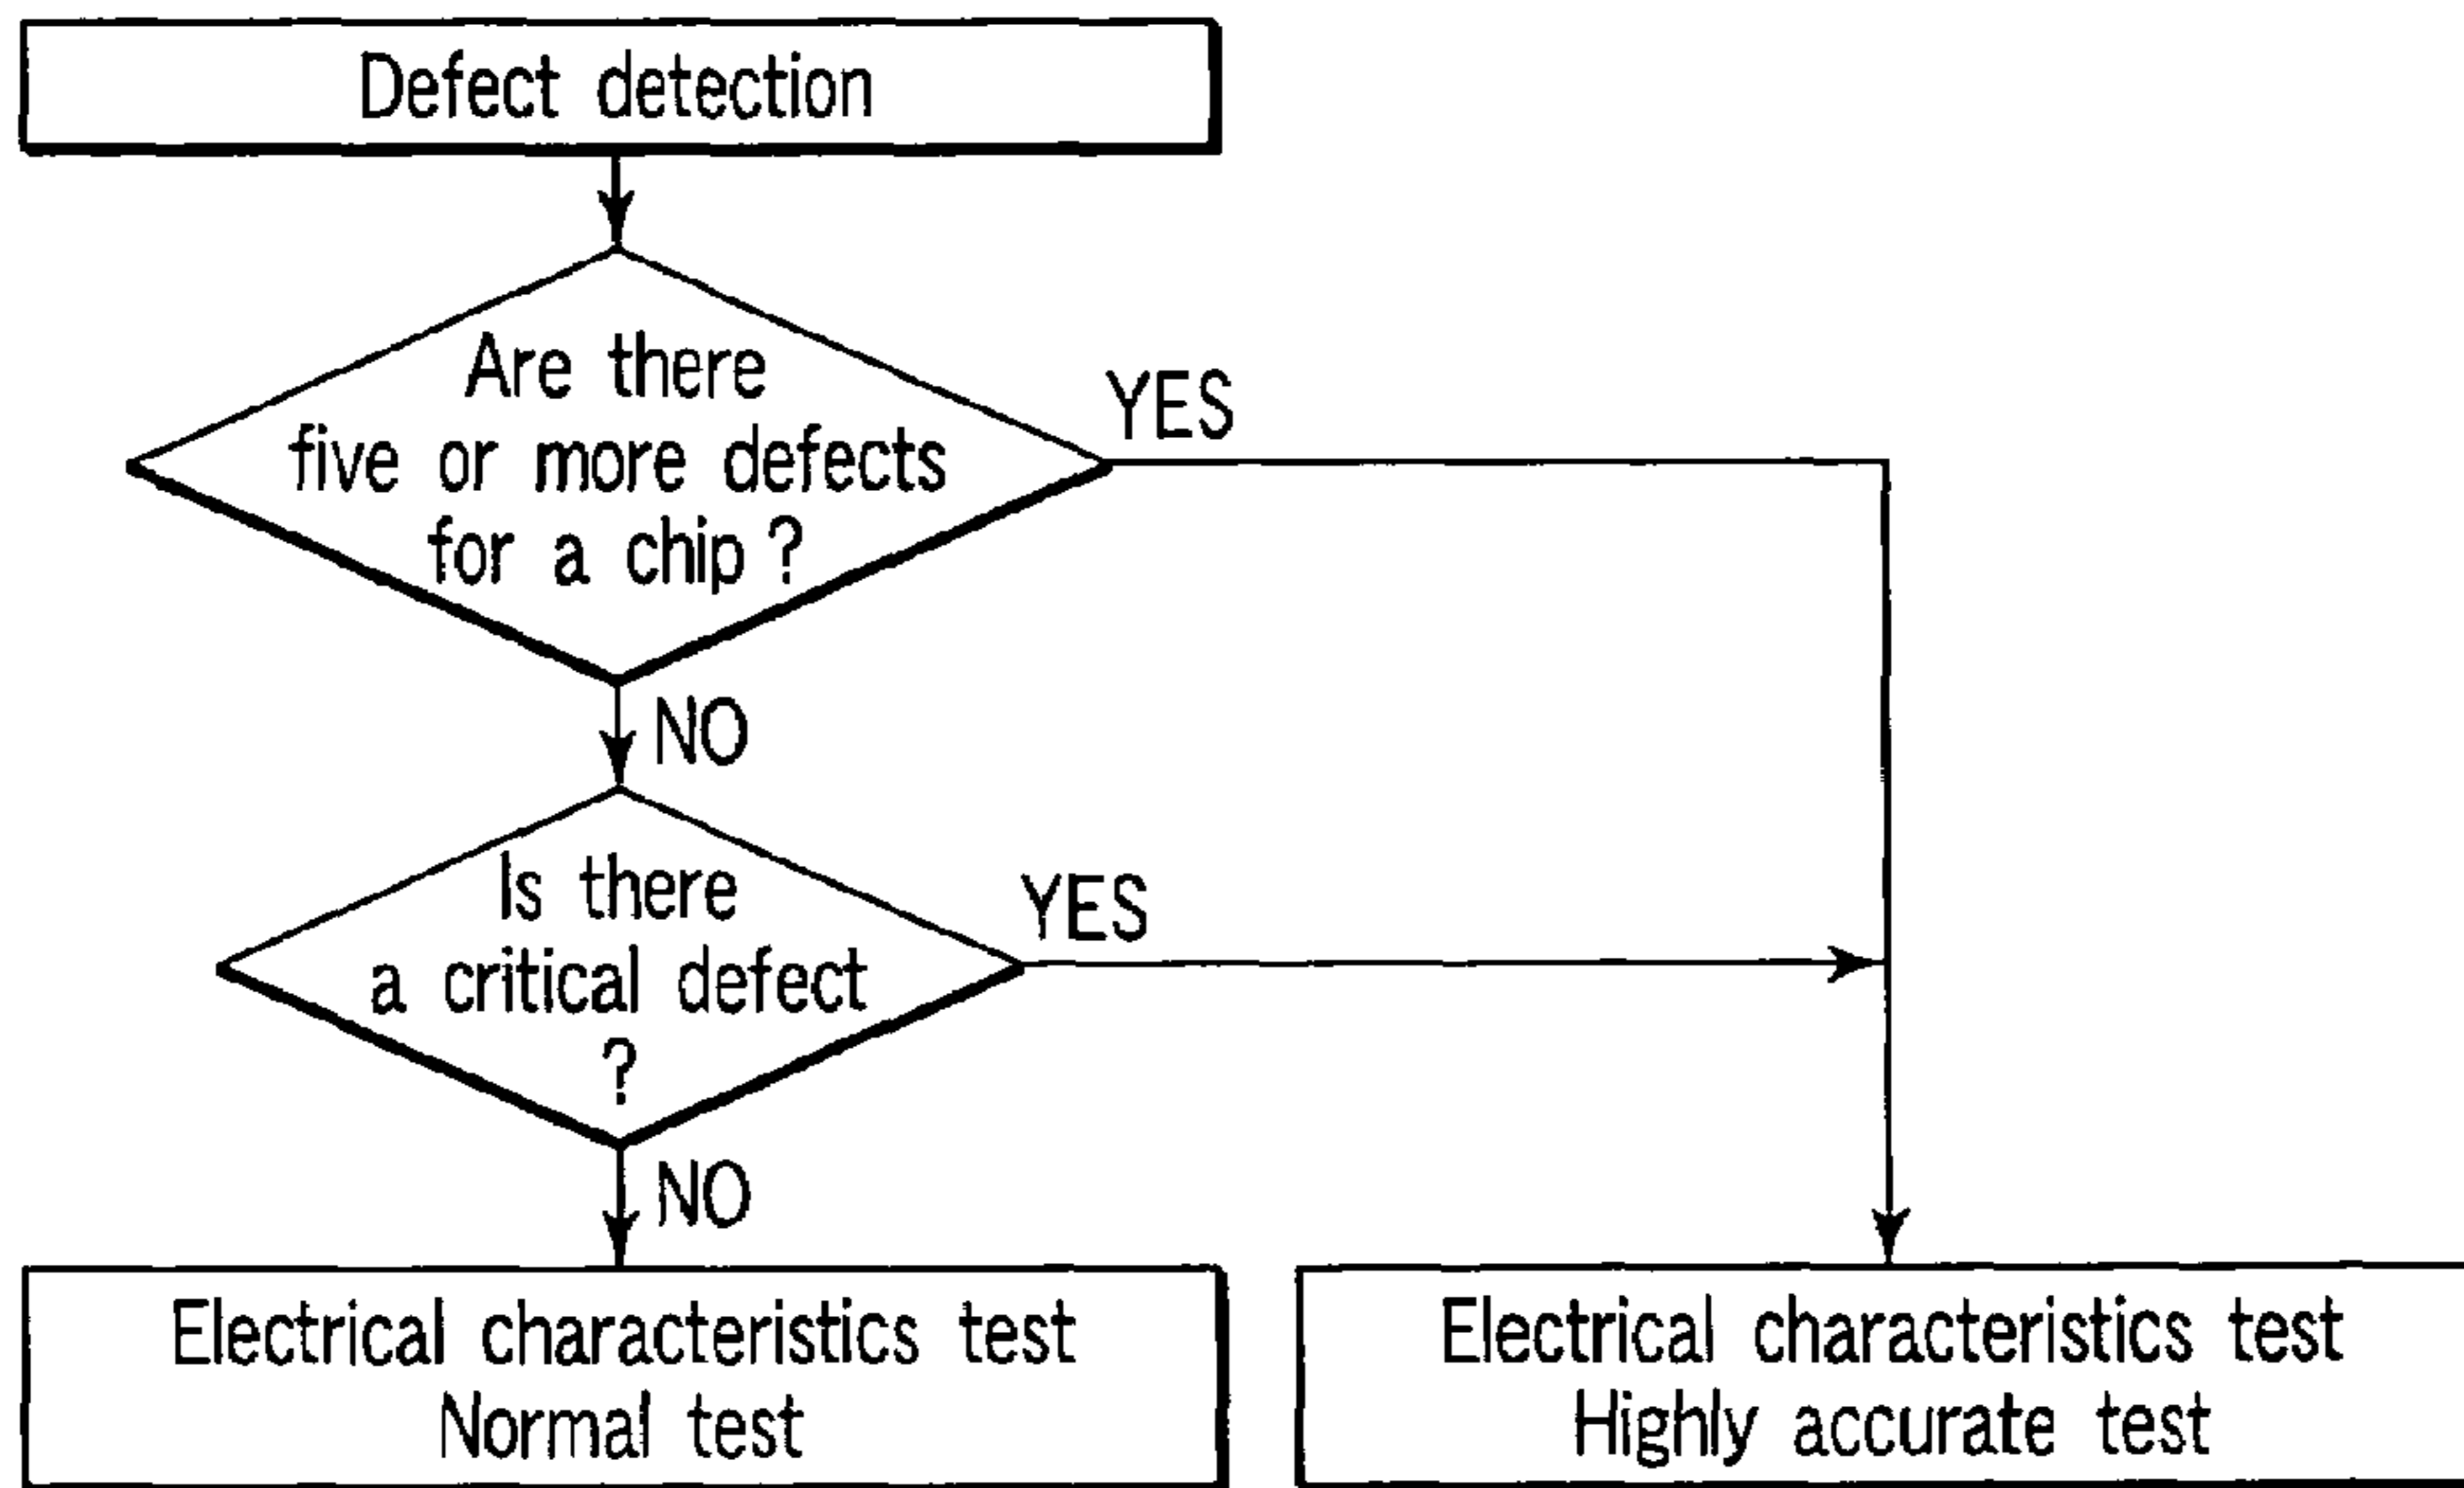 Defect detection
Are there
five or more defects
for a chip ?
YES
NO
Is there
a critical defect
?
YES
NO
Electrical characteristics test
Normal test
Electrical characteristics test
Highly accurate test